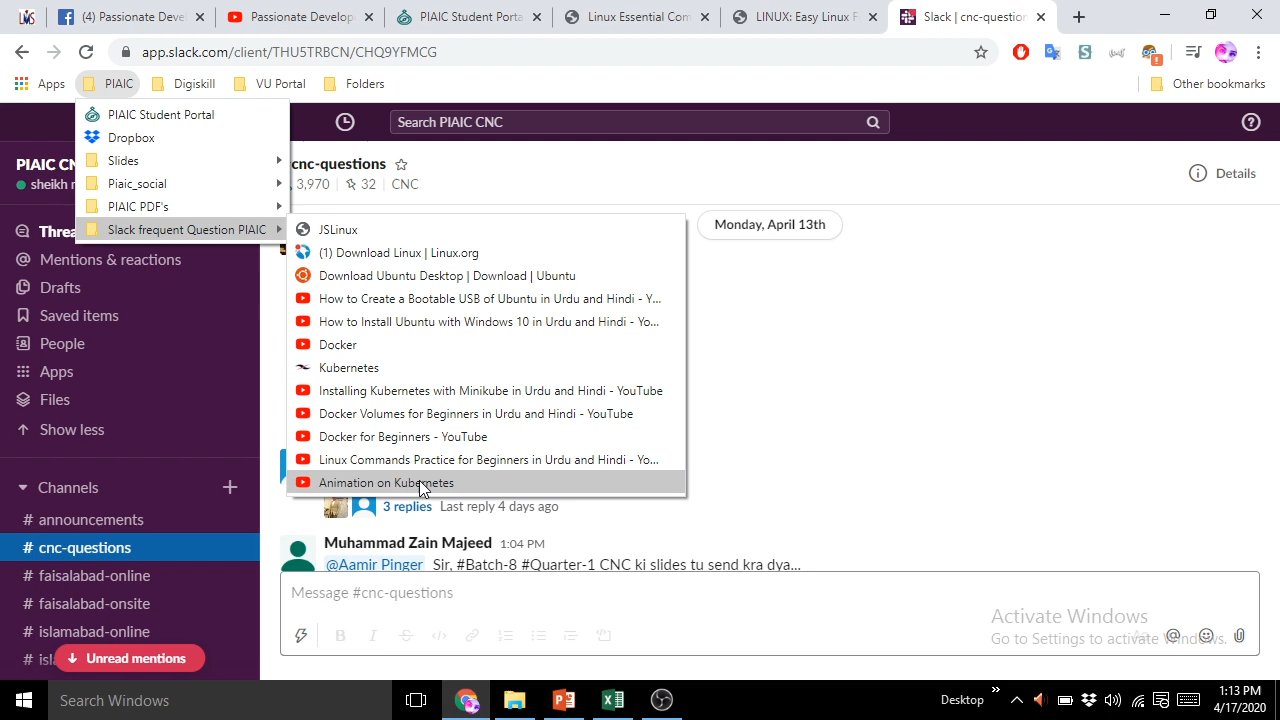 (4) Passionate Deve
Passionate Develop
PIAIC Student Porta
Linux Essential Com
LINUX: Easy Linux F
Slack | cnc-question
app.slack.com/client/THU5TRBCN/CHQ9YFMCG
Apps
PIAIC
Digiskill
VU Portal
Folders
Other bookmarks
PIAIC Student Portal
Dropbox
Slides
Piaic_social
PIAIC PDF's
Slack frequent Question PIAIC
JSLinux
(1) Download Linux | Linux.org
Download Ubuntu Desktop | Download | Ubuntu
How to Create a Bootable USB of Ubuntu in Urdu and Hindi - Y...
How to Install Ubuntu with Windows 10 in Urdu and Hindi - Yo...
Docker
Kubernetes
Installing Kubernetes with Minikube in Urdu and Hindi - YouTube
Docker Volumes for Beginners in Urdu and Hindi - YouTube
Docker for Beginners - YouTube
Linux Commands Practice for Beginners in Urdu and Hindi - Yo...
Animation on Kubernetes
Search PIAIC CNC
PIAIC CN
sheikh
Threa
Mentions & reactions
Drafts
Saved items
People
Apps
Files
Show less
Channels
# announcements
# cnc-questions
# faisalabad-online
# faisalabad-onsite
# islamabad-online
# isl
Unread mentions
cnc-questions
3,970 | 32 | CNC
Details
Monday, April 13th
3 replies Last reply 4 days ago
Muhammad Zain Majeed 1:04 PM
@Aamir Pinger Sir, #Batch-8 #Quarter-1 CNC ki slides tu send kra dya...
Message #cnc-questions
Activate Windows
Go to Settings to activate Windows.
Search Windows
Desktop
1:13 PM
4/17/2020